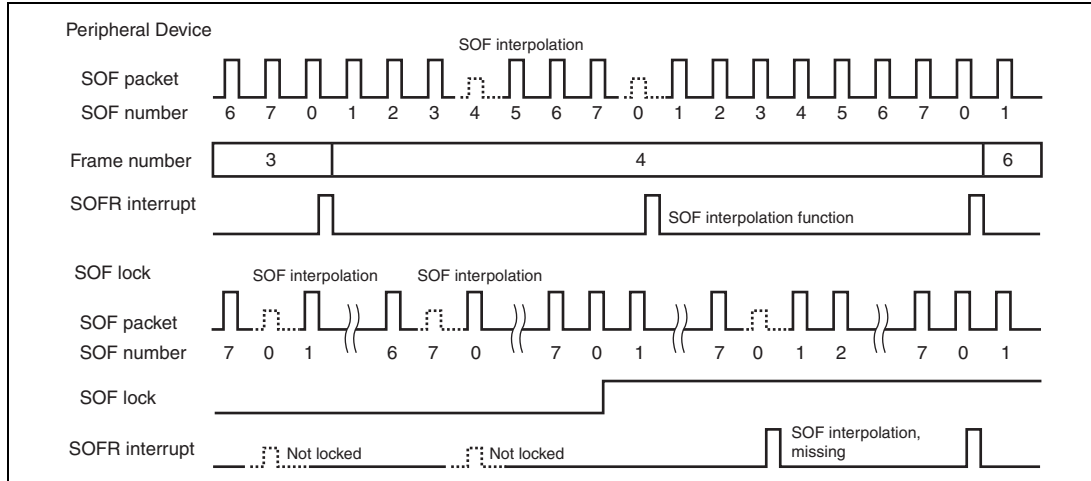 Peripheral Device
SOF interpolation
SOF packet
SOF number 6 7 0 1 2 3 4 5 6 7 0 1 2 3 4 5 6 7 0 1
Frame number 3 4 6
SOFR interrupt
SOF interpolation function
SOF lock
SOF interpolation SOF interpolation
SOF packet
SOF number 7 0 1 6 7 0 7 0 1 7 0 1 2 7 0 1
SOF lock
SOFR interrupt Not locked Not locked
SOF interpolation,
missing